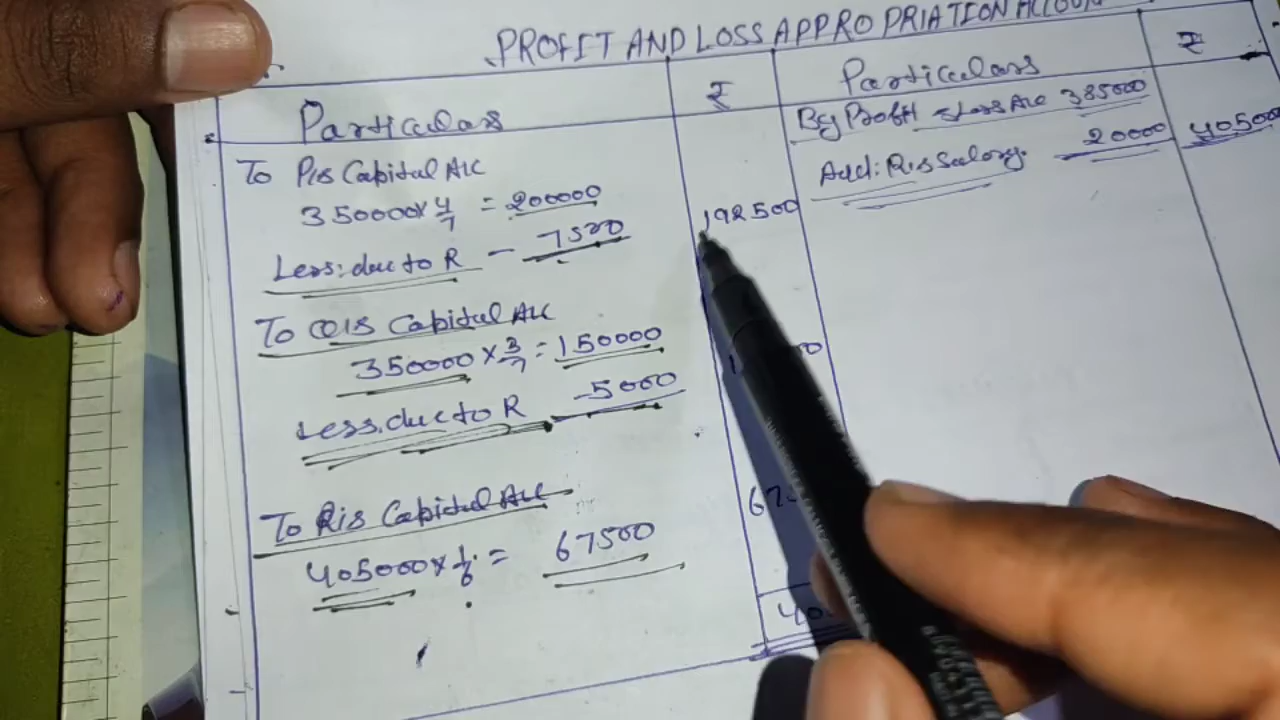 PROFIT AND LOSS APPROPRIATION ACCOUN
Particulars ₹ Particulars ₹
To P's Capital A/c
350000 × 4/7 = 200000
Less: due to R - 7500 192500
To Q's Capital A/c
350000 × 3/7 = 150000
Less: due to R - 5000
To R's Capital A/c
405000 × 1/6 = 67500
By Profit & Loss A/c 385000
Add: R's Salary. 20000 40500